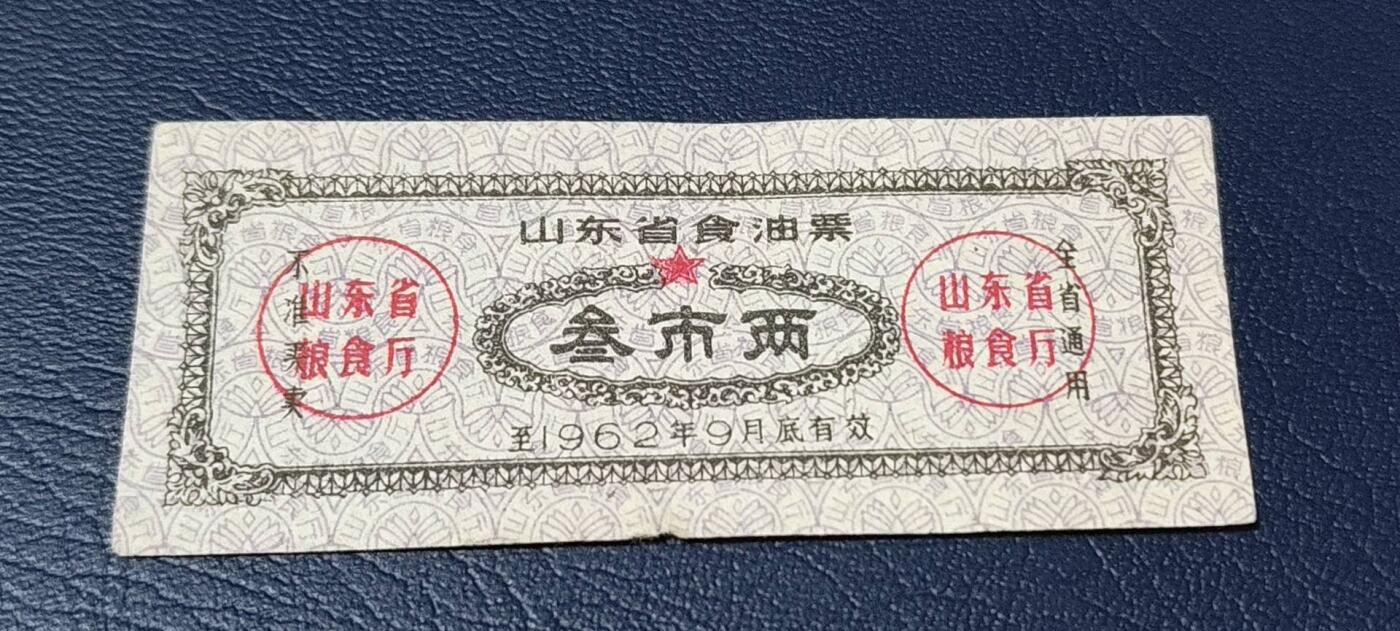 山东省食油票
叁市两
至1962年9月底有效
不准买卖
全省通用
山东省
粮食厅
山东省
粮食厅